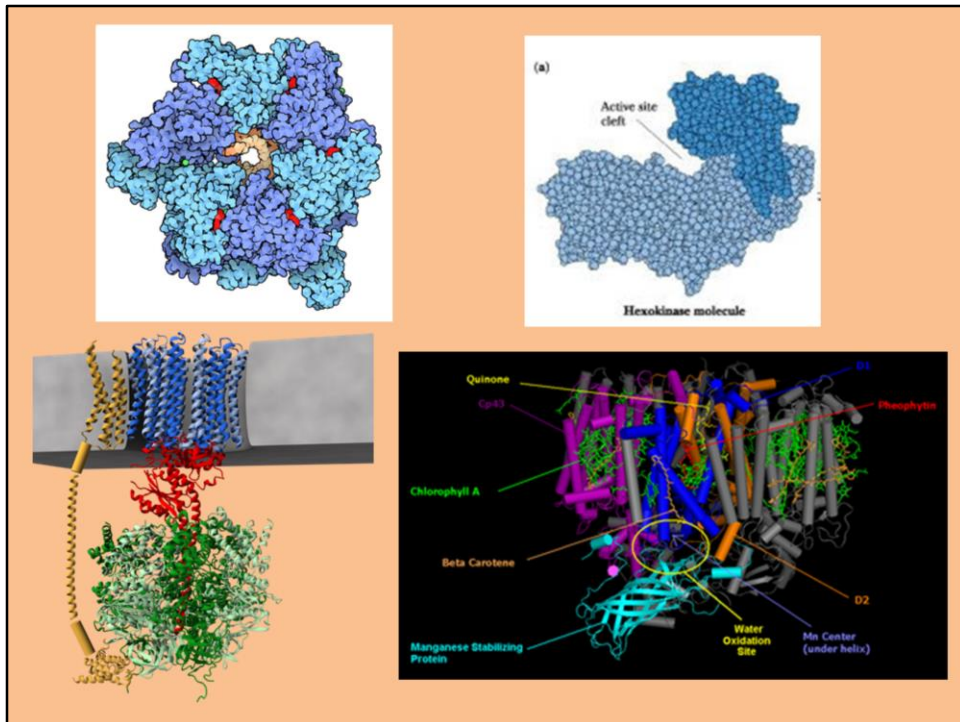 (a)
Active site
cleft
Hexokinase molecule
Quinone
D1
Cp43
Pheophytin
Chlorophyll A
Beta Carotene
D2
Manganese Stabilizing
Protein
Water
Oxidation
Site
Mn Center
(under helix)